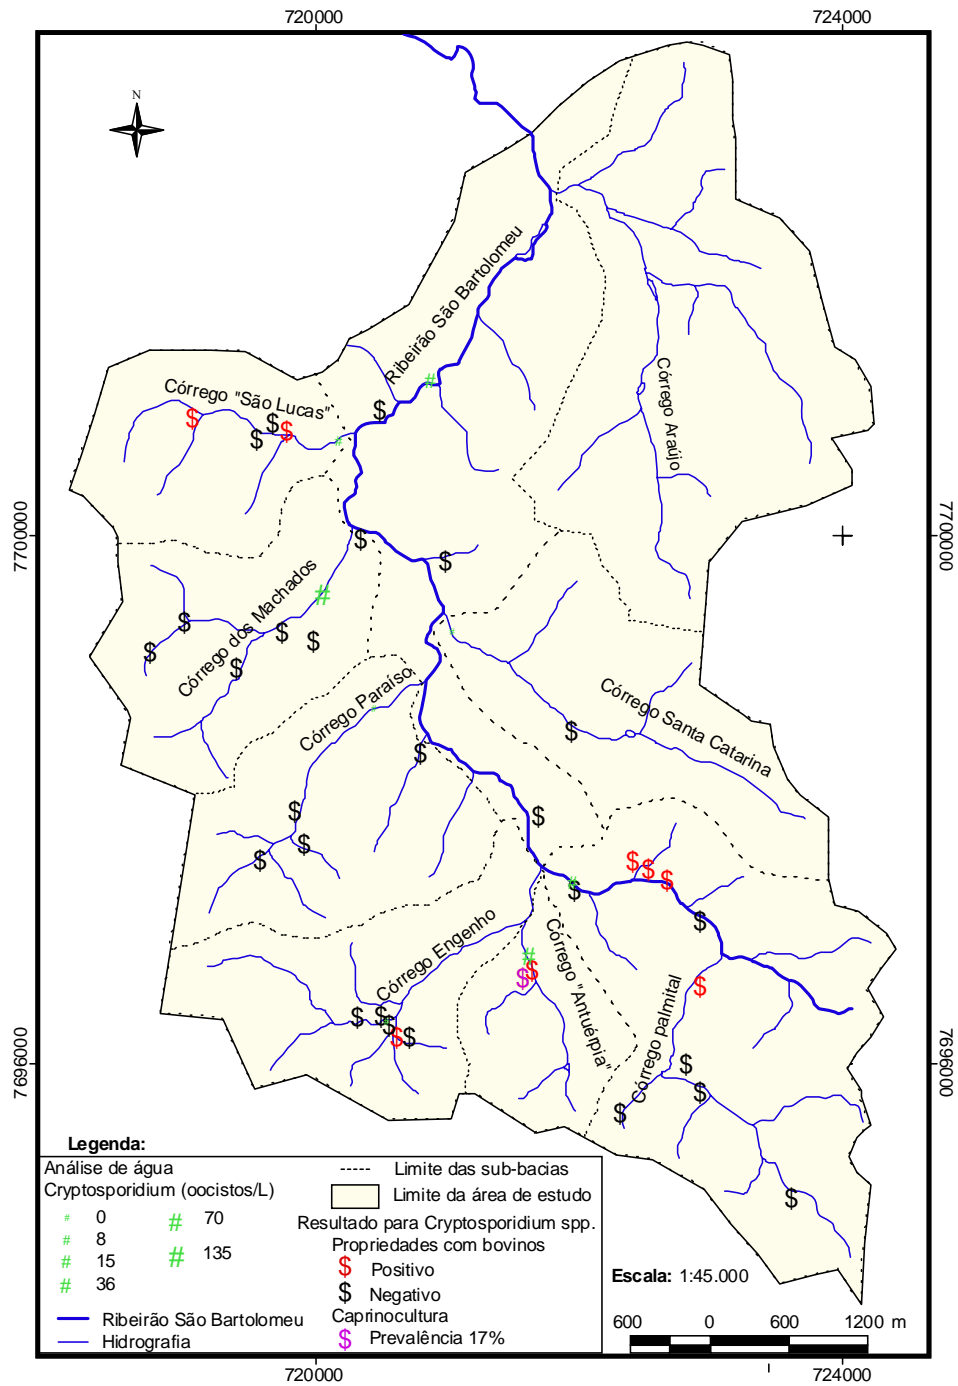 720000
724000
N
Ribeirão São Bartolomeu
Córrego "São Lucas"
Córrego Araújo
7700000
7700000
Córrego dos Machados
Córrego Paraíso
Córrego Santa Catarina
Córrego Engenho
Córrego "Antuérpia"
Córrego palmital
7696000
7696000
Legenda:
Análise de água
Cryptosporidium (oocistos/L)
# 0
# 8
# 15
# 36
# 70
# 135
Ribeirão São Bartolomeu
Hidrografia
Limite das sub-bacias
Limite da área de estudo
Resultado para Cryptosporidium spp.
Propriedades com bovinos
$ Positivo
$ Negativo
Caprinocultura
$ Prevalência 17%
Escala: 1:45.000
600 0 600 1200 m
720000
724000